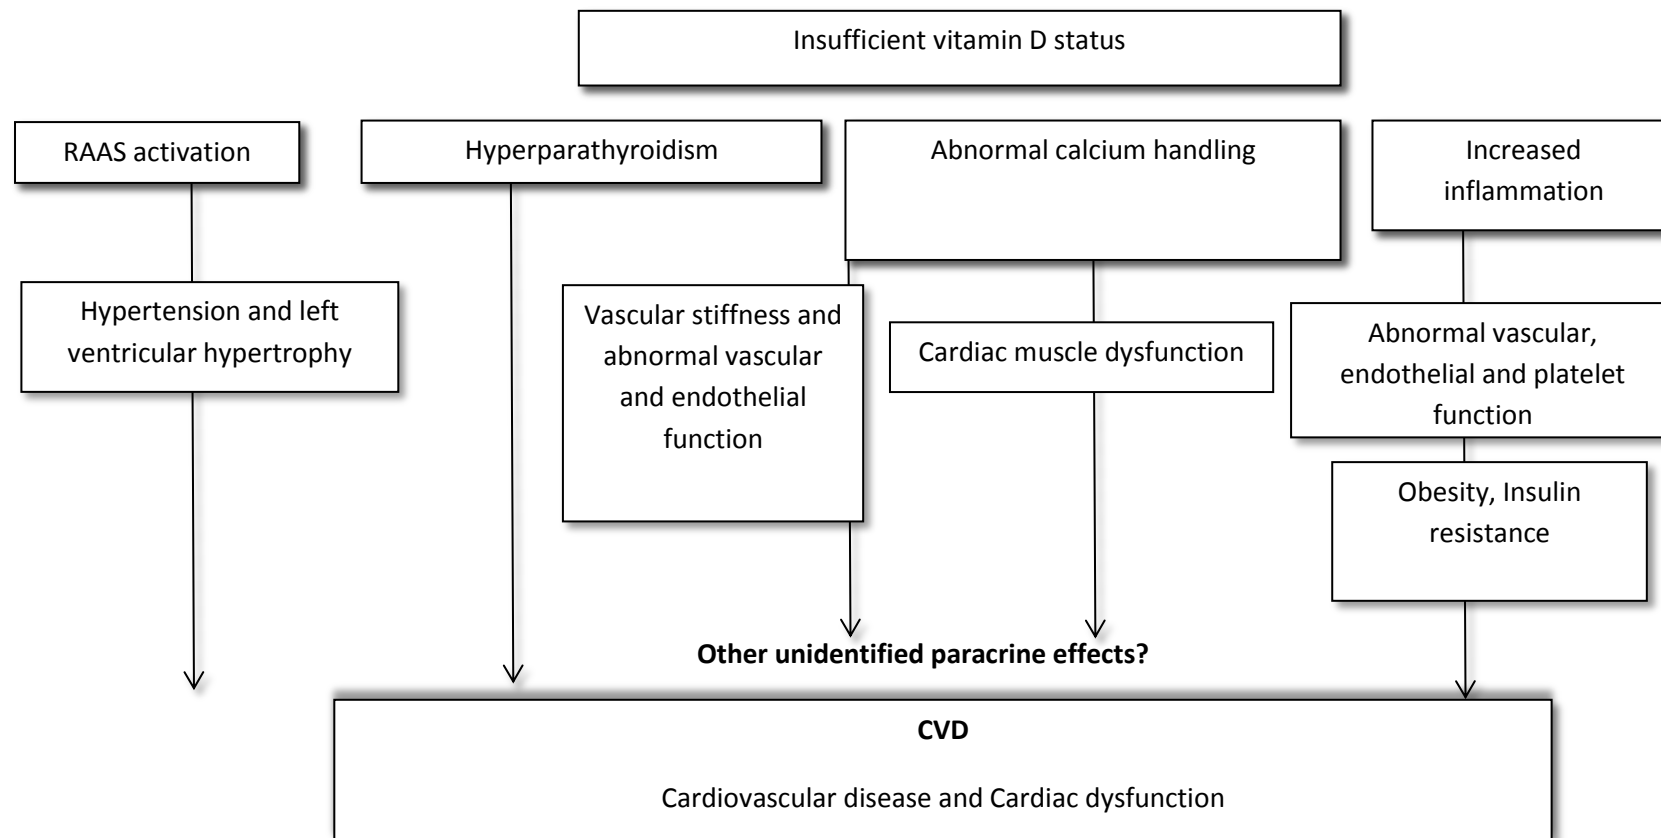 Insufficient vitamin D status
RAAS activation
Hyperparathyroidism
Abnormal calcium handling
Increased
inflammation
Hypertension and left
ventricular hypertrophy
Vascular stiffness and
abnormal vascular
and endothelial
function
Cardiac muscle dysfunction
Abnormal vascular,
endothelial and platelet
function
Obesity, Insulin
resistance
Other unidentified paracrine effects?
CVD
Cardiovascular disease and Cardiac dysfunction